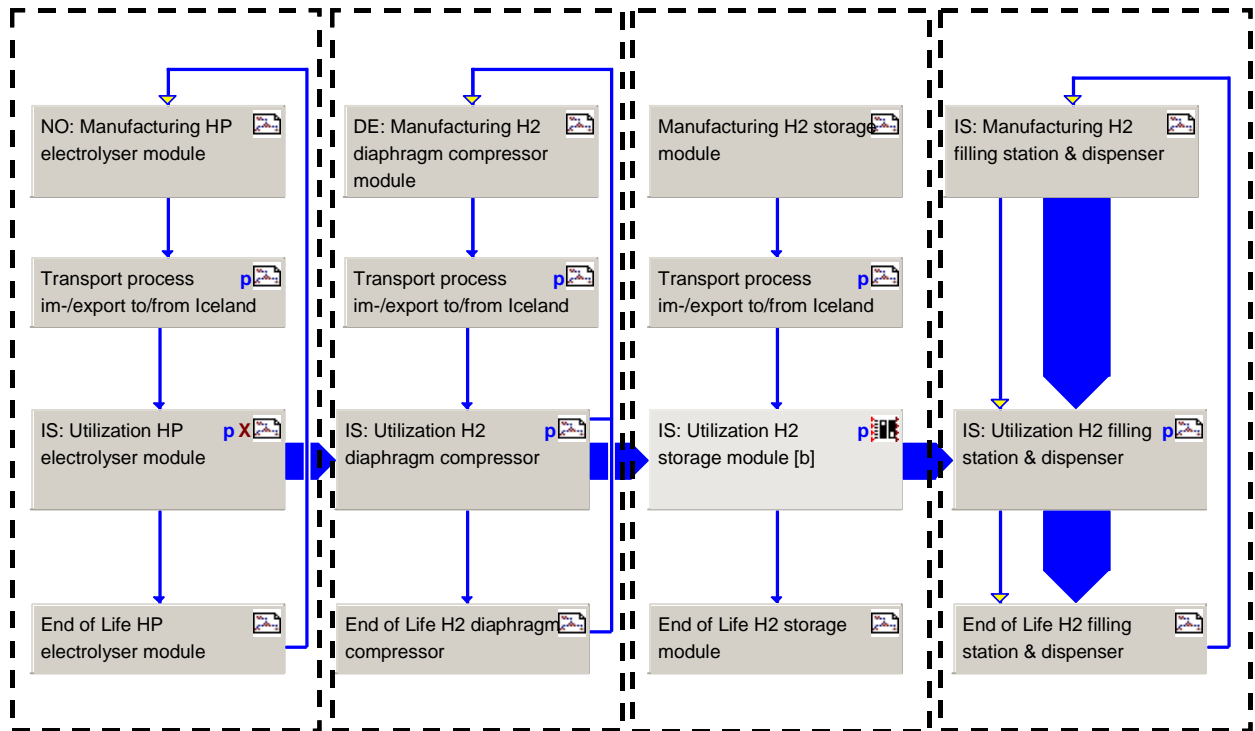 NO: Manufacturing HP
electrolyser module
Transport process p
im-/export to/from Iceland
IS: Utilization HP p X
electrolyser module
End of Life HP
electrolyser module
DE: Manufacturing H2
diaphragm compressor
module
Transport process p
im-/export to/from Iceland
IS: Utilization H2 p
diaphragm compressor
End of Life H2 diaphragm
compressor
Manufacturing H2 storage
module
Transport process p
im-/export to/from Iceland
IS: Utilization H2 p
storage module [b]
End of Life H2 storage
module
IS: Manufacturing H2
filling station & dispenser
IS: Utilization H2 filling p
station & dispenser
End of Life H2 filling
station & dispenser